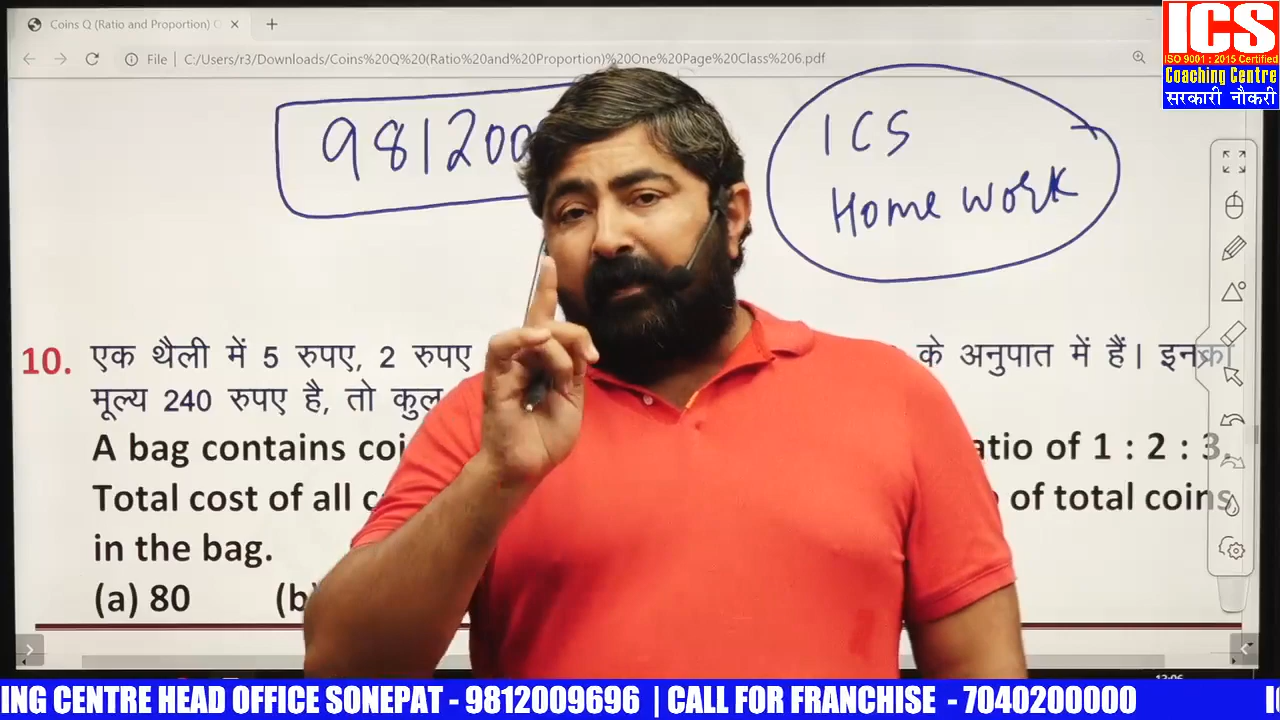 Coins Q (Ratio and Proportion) O
File C:/Users/r3/Downloads/Coins%20Q%20(Ratio%20and%20Proportion)%20One%20Page%20Class%206.pdf
ICS
ISO 9001 : 2015 Certified
Coaching Centre
सरकारी नौकरी
981200
ICS
Home Work
10. एक थैली में 5 रुपए, 2 रुपए के अनुपात में हैं। इनका
मूल्य 240 रुपए है, तो कुल
A bag contains coi atio of 1 : 2 : 3.
Total cost of all c of total coins
in the bag.
(a) 80 (b)
ING CENTRE HEAD OFFICE SONEPAT - 9812009696 | CALL FOR FRANCHISE - 7040200000